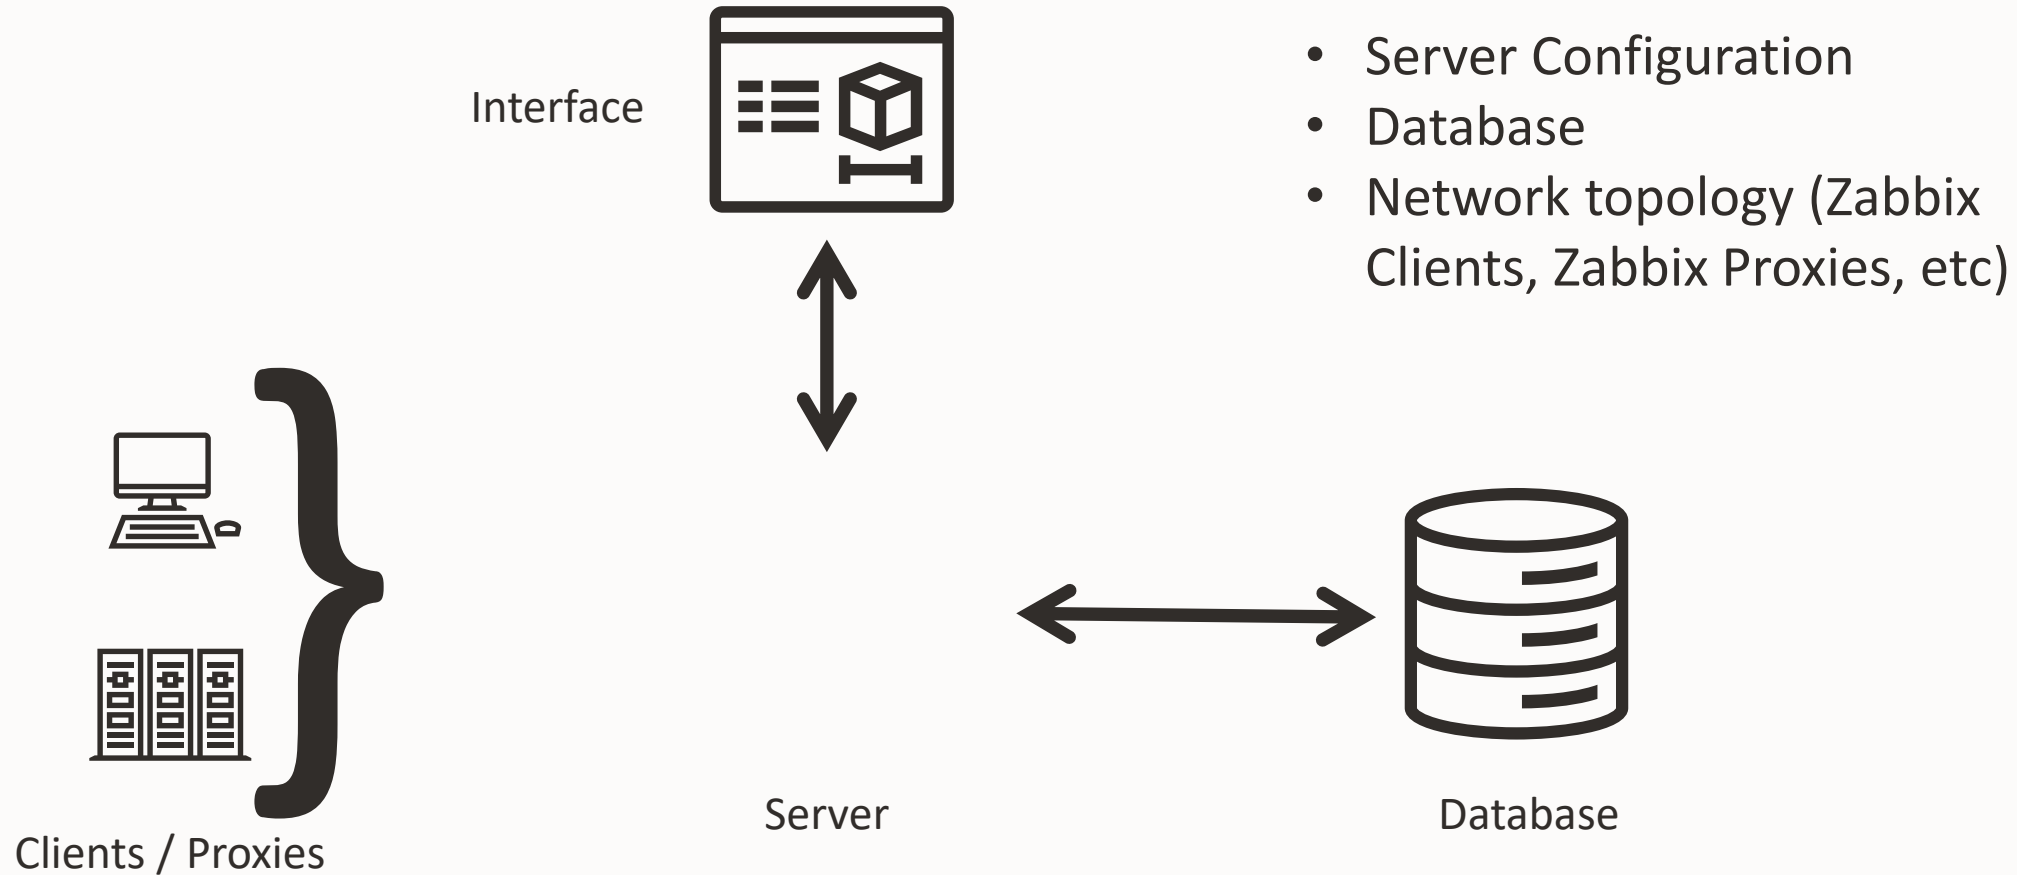 Interface
• Server Configuration
• Database
• Network topology (Zabbix
Clients, Zabbix Proxies, etc)
Server
Database
Clients / Proxies